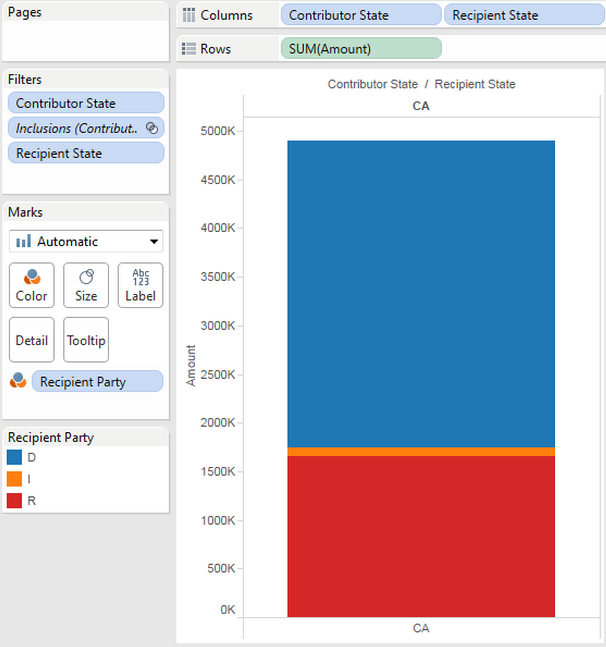 Pages
Columns Contributor State Recipient State
Rows SUM(Amount)
Filters
Contributor State
Inclusions (Contribut..
Recipient State
Marks
Automatic
Color Size Abc 123 Label
Detail Tooltip
Recipient Party
Recipient Party
D
I
R
Contributor State / Recipient State
CA
5000K
4500K
4000K
3500K
3000K
2500K
2000K
1500K
1000K
500K
0K
Amount
CA